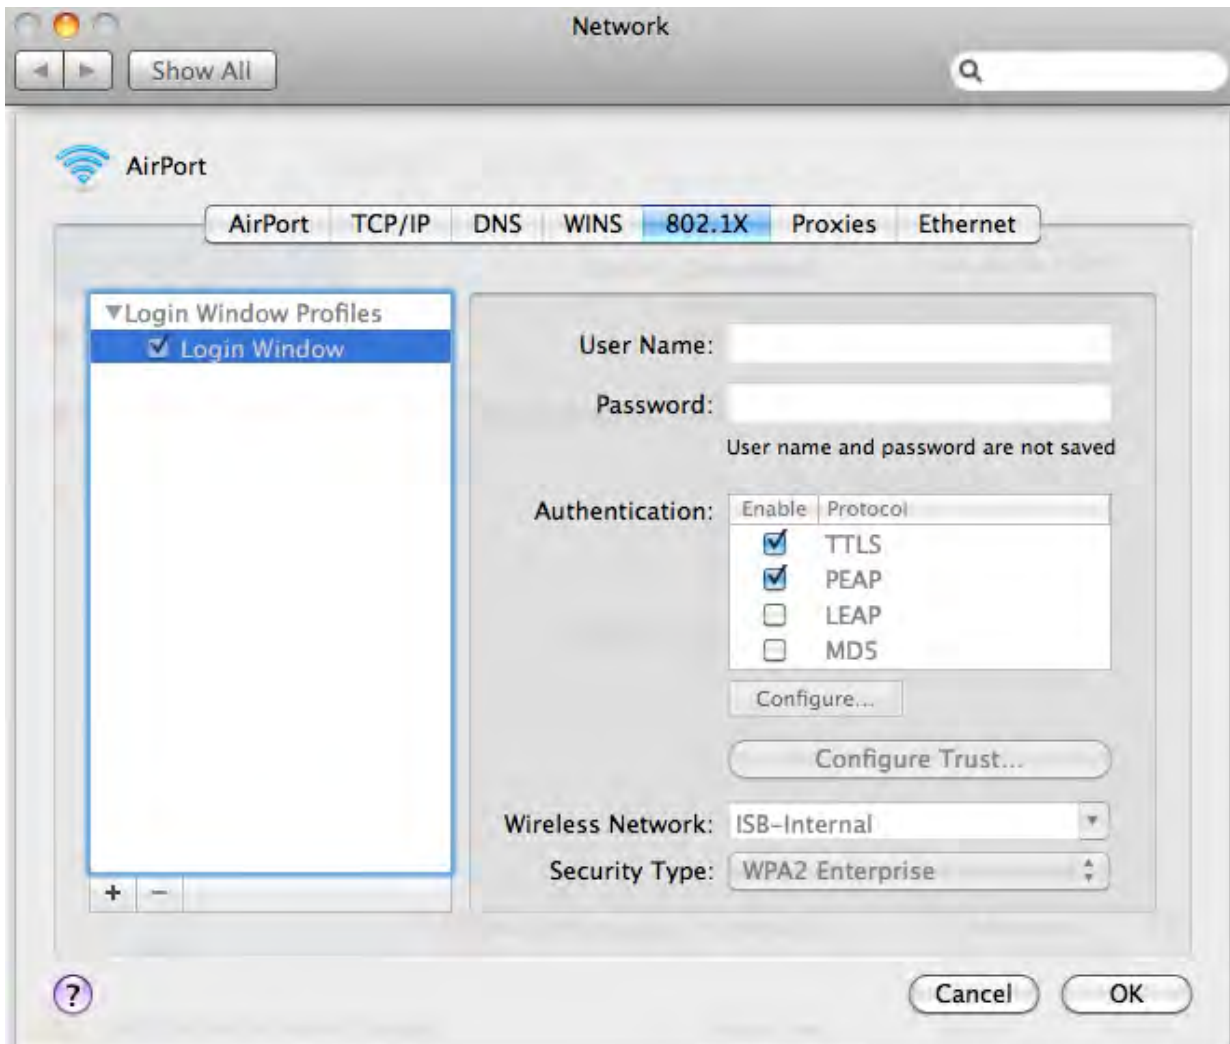 Network
Show All
AirPort
AirPort TCP/IP DNS WINS 802.1X Proxies Ethernet
Login Window Profiles
Login Window
User Name:
Password:
User name and password are not saved
Authentication:
Enable Protocol
TTLS
PEAP
LEAP
MD5
Configure...
Configure Trust...
Wireless Network: ISB-Internal
Security Type: WPA2 Enterprise
+ −
?
Cancel OK